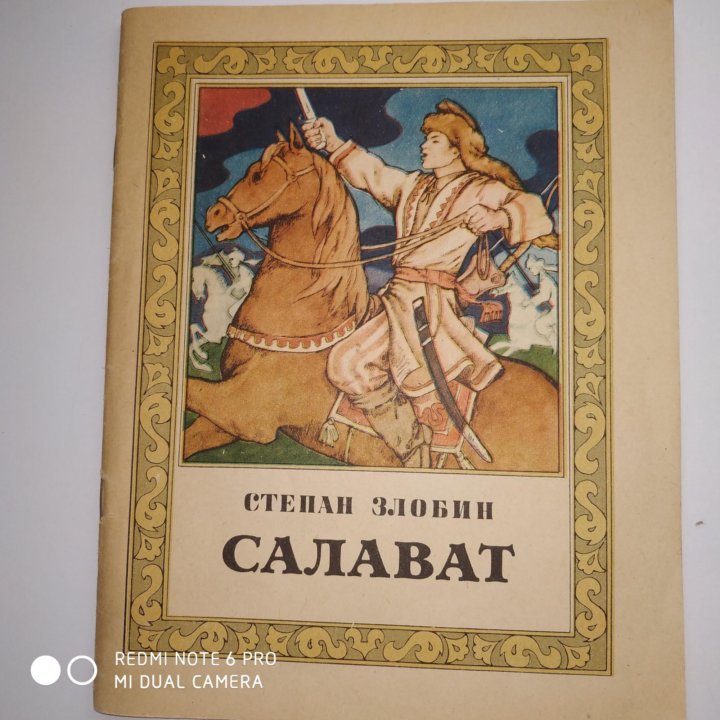 СТЕПАН ЗЛОБИН
САЛАВАТ
REDMI NOTE 6 PRO
MI DUAL CAMERA